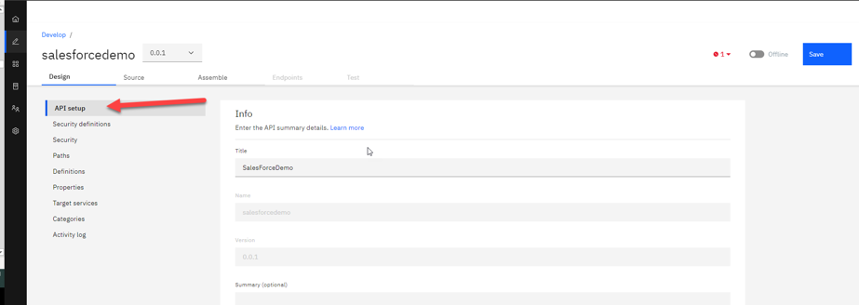 Develop /
salesforcedemo 0.0.1
1 Offline Save
Design Source Assemble Endpoints Test
API setup
Security definitions
Security
Paths
Definitions
Properties
Target services
Categories
Activity log
Info
Enter the API summary details. Learn more
Title
SalesForceDemo
Name
salesforcedemo
Version
0.0.1
Summary (optional)